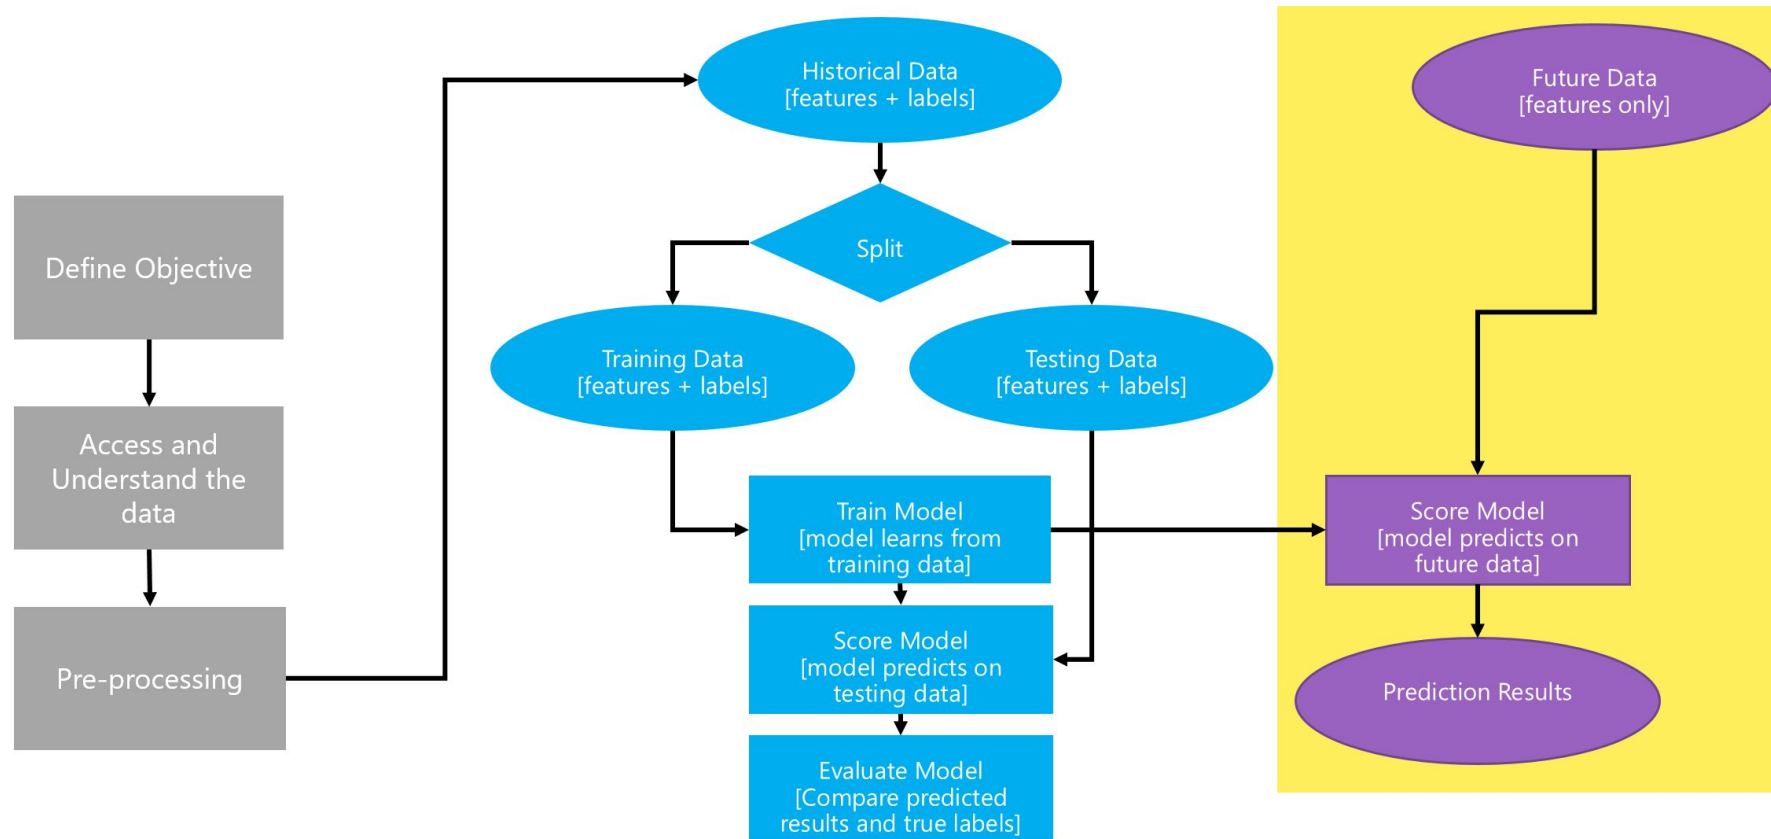 Define Objective
Access and
Understand the
data
Pre-processing
Historical Data
[features + labels]
Split
Training Data
[features + labels]
Testing Data
[features + labels]
Train Model
[model learns from
training data]
Score Model
[model predicts on
testing data]
Evaluate Model
[Compare predicted
results and true labels]
Future Data
[features only]
Score Model
[model predicts on
future data]
Prediction Results